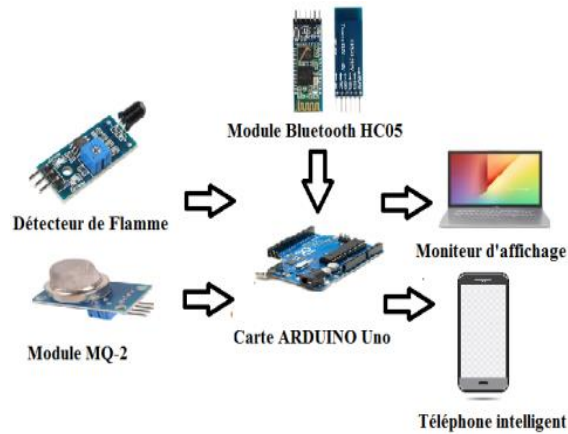 Module Bluetooth HC05
Détecteur de Flamme
Moniteur d'affichage
Module MQ-2
Carte ARDUINO Uno
Téléphone intelligent